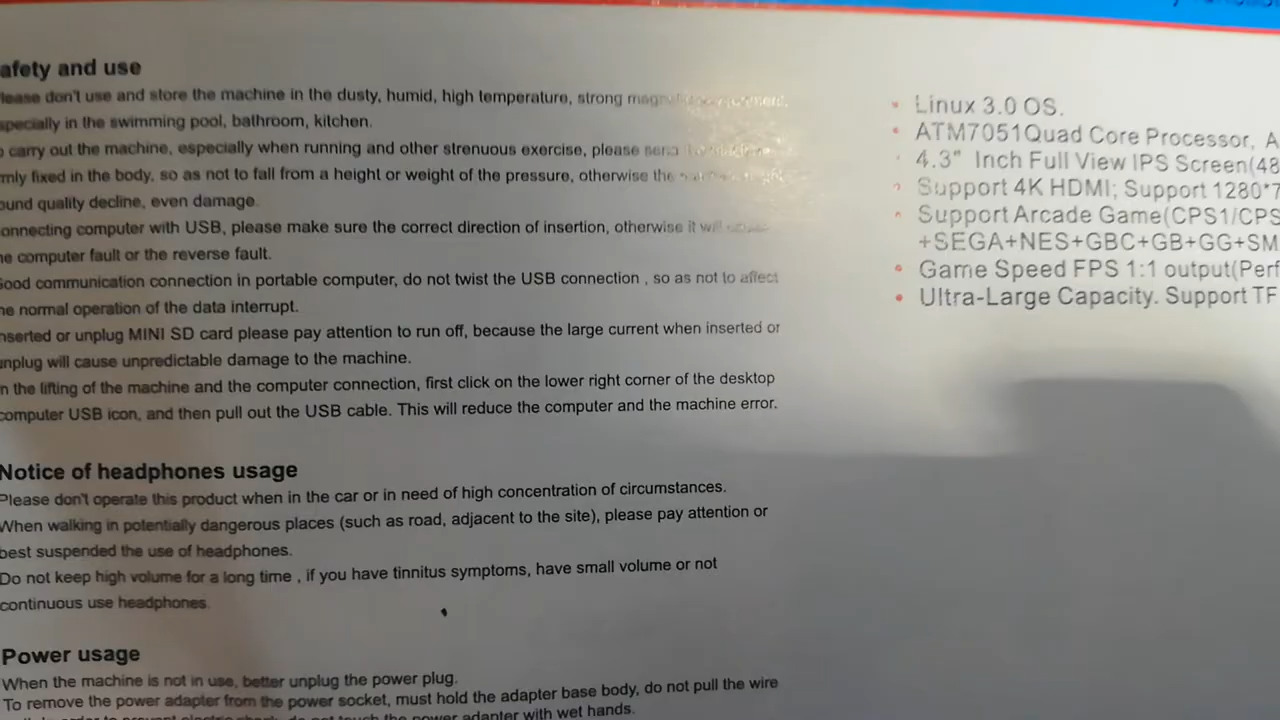 afety and use
lease don't use and store the machine in the dusty, humid, high temperature, strong
specially in the swimming pool, bathroom, kitchen.
o carry out the machine, especially when running and other strenuous exercise, please
mly fixed in the body, so as not to fall from a height or weight of the pressure, otherwise the
ound quality decline, even damage.
onnecting computer with USB, please make sure the correct direction of insertion, otherwise it will
he computer fault or the reverse fault.
Good communication connection in portable computer, do not twist the USB connection , so as not to affect
he normal operation of the data interrupt.
nserted or unplug MINI SD card please pay attention to run off, because the large current when inserted or
unplug will cause unpredictable damage to the machine.
n the lifting of the machine and the computer connection, first click on the lower right corner of the desktop
computer USB icon, and then pull out the USB cable. This will reduce the computer and the machine error.
Notice of headphones usage
Please don't operate this product when in the car or in need of high concentration of circumstances.
When walking in potentially dangerous places (such as road, adjacent to the site), please pay attention or
best suspended the use of headphones.
Do not keep high volume for a long time , if you have tinnitus symptoms, have small volume or not
continuous use headphones.
Power usage
When the machine is not in use, better unplug the power plug.
To remove the power adapter from the power socket, must hold the adapter base body, do not pull the wire
do not touch the power adapter with wet hands.
• Linux 3.0 OS.
• ATM7051Quad Core Processor, A
• 4.3" Inch Full View IPS Screen(48
• Support 4K HDMI; Support 1280*7
• Support Arcade Game(CPS1/CPS
+SEGA+NES+GBC+GB+GG+SM
• Game Speed FPS 1:1 output(Perf
• Ultra-Large Capacity. Support TF